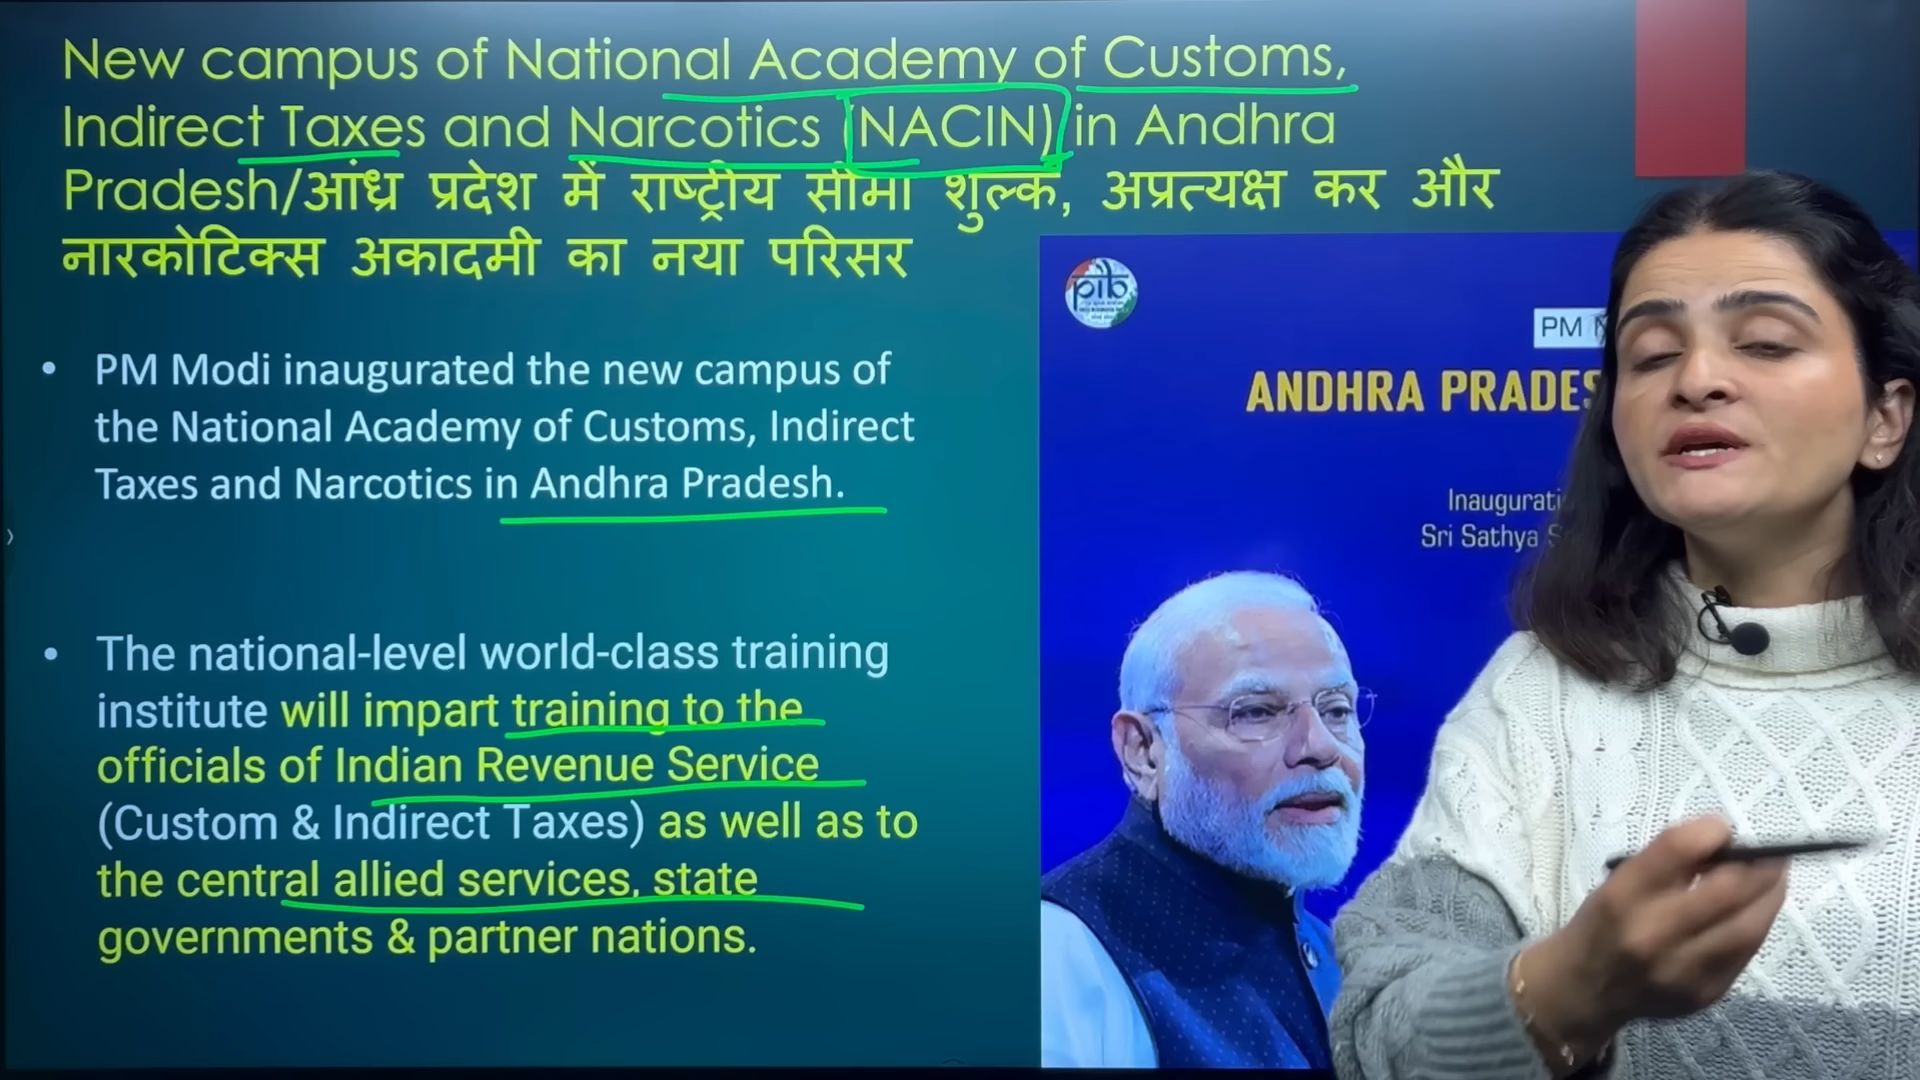 New campus of National Academy of Customs,
Indirect Taxes and Narcotics (NACIN) in Andhra
Pradesh/आंध्र प्रदेश में राष्ट्रीय सीमा शुल्क, अप्रत्यक्ष कर और
नारकोटिक्स अकादमी का नया परिसर
• PM Modi inaugurated the new campus of
the National Academy of Customs, Indirect
Taxes and Narcotics in Andhra Pradesh.
• The national-level world-class training
institute will impart training to the
officials of Indian Revenue Service
(Custom & Indirect Taxes) as well as to
the central allied services, state
governments & partner nations.
pib
PM
ANDHRA PRADES
Inaugurati
Sri Sathya S